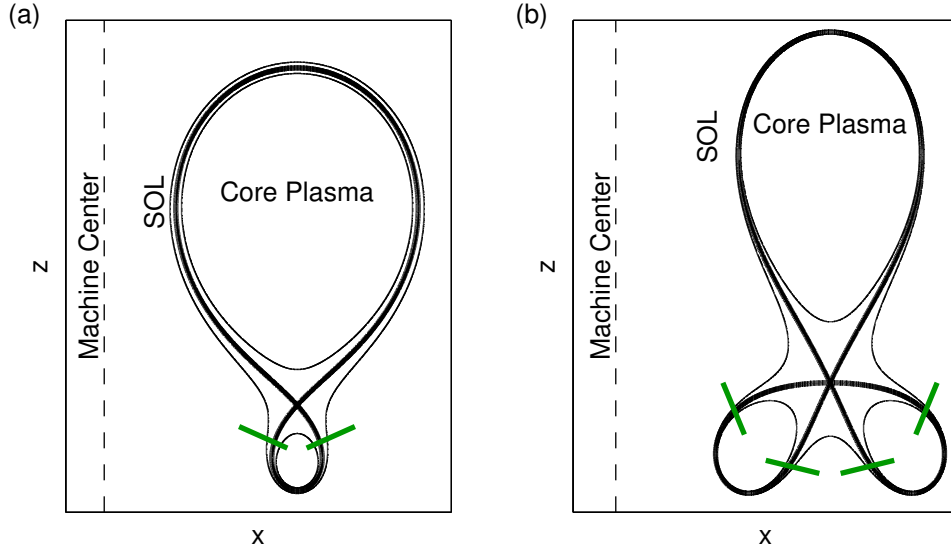 (a)
Core Plasma
SOL
Machine Center
z
x
(b)
Core Plasma
SOL
Machine Center
z
x